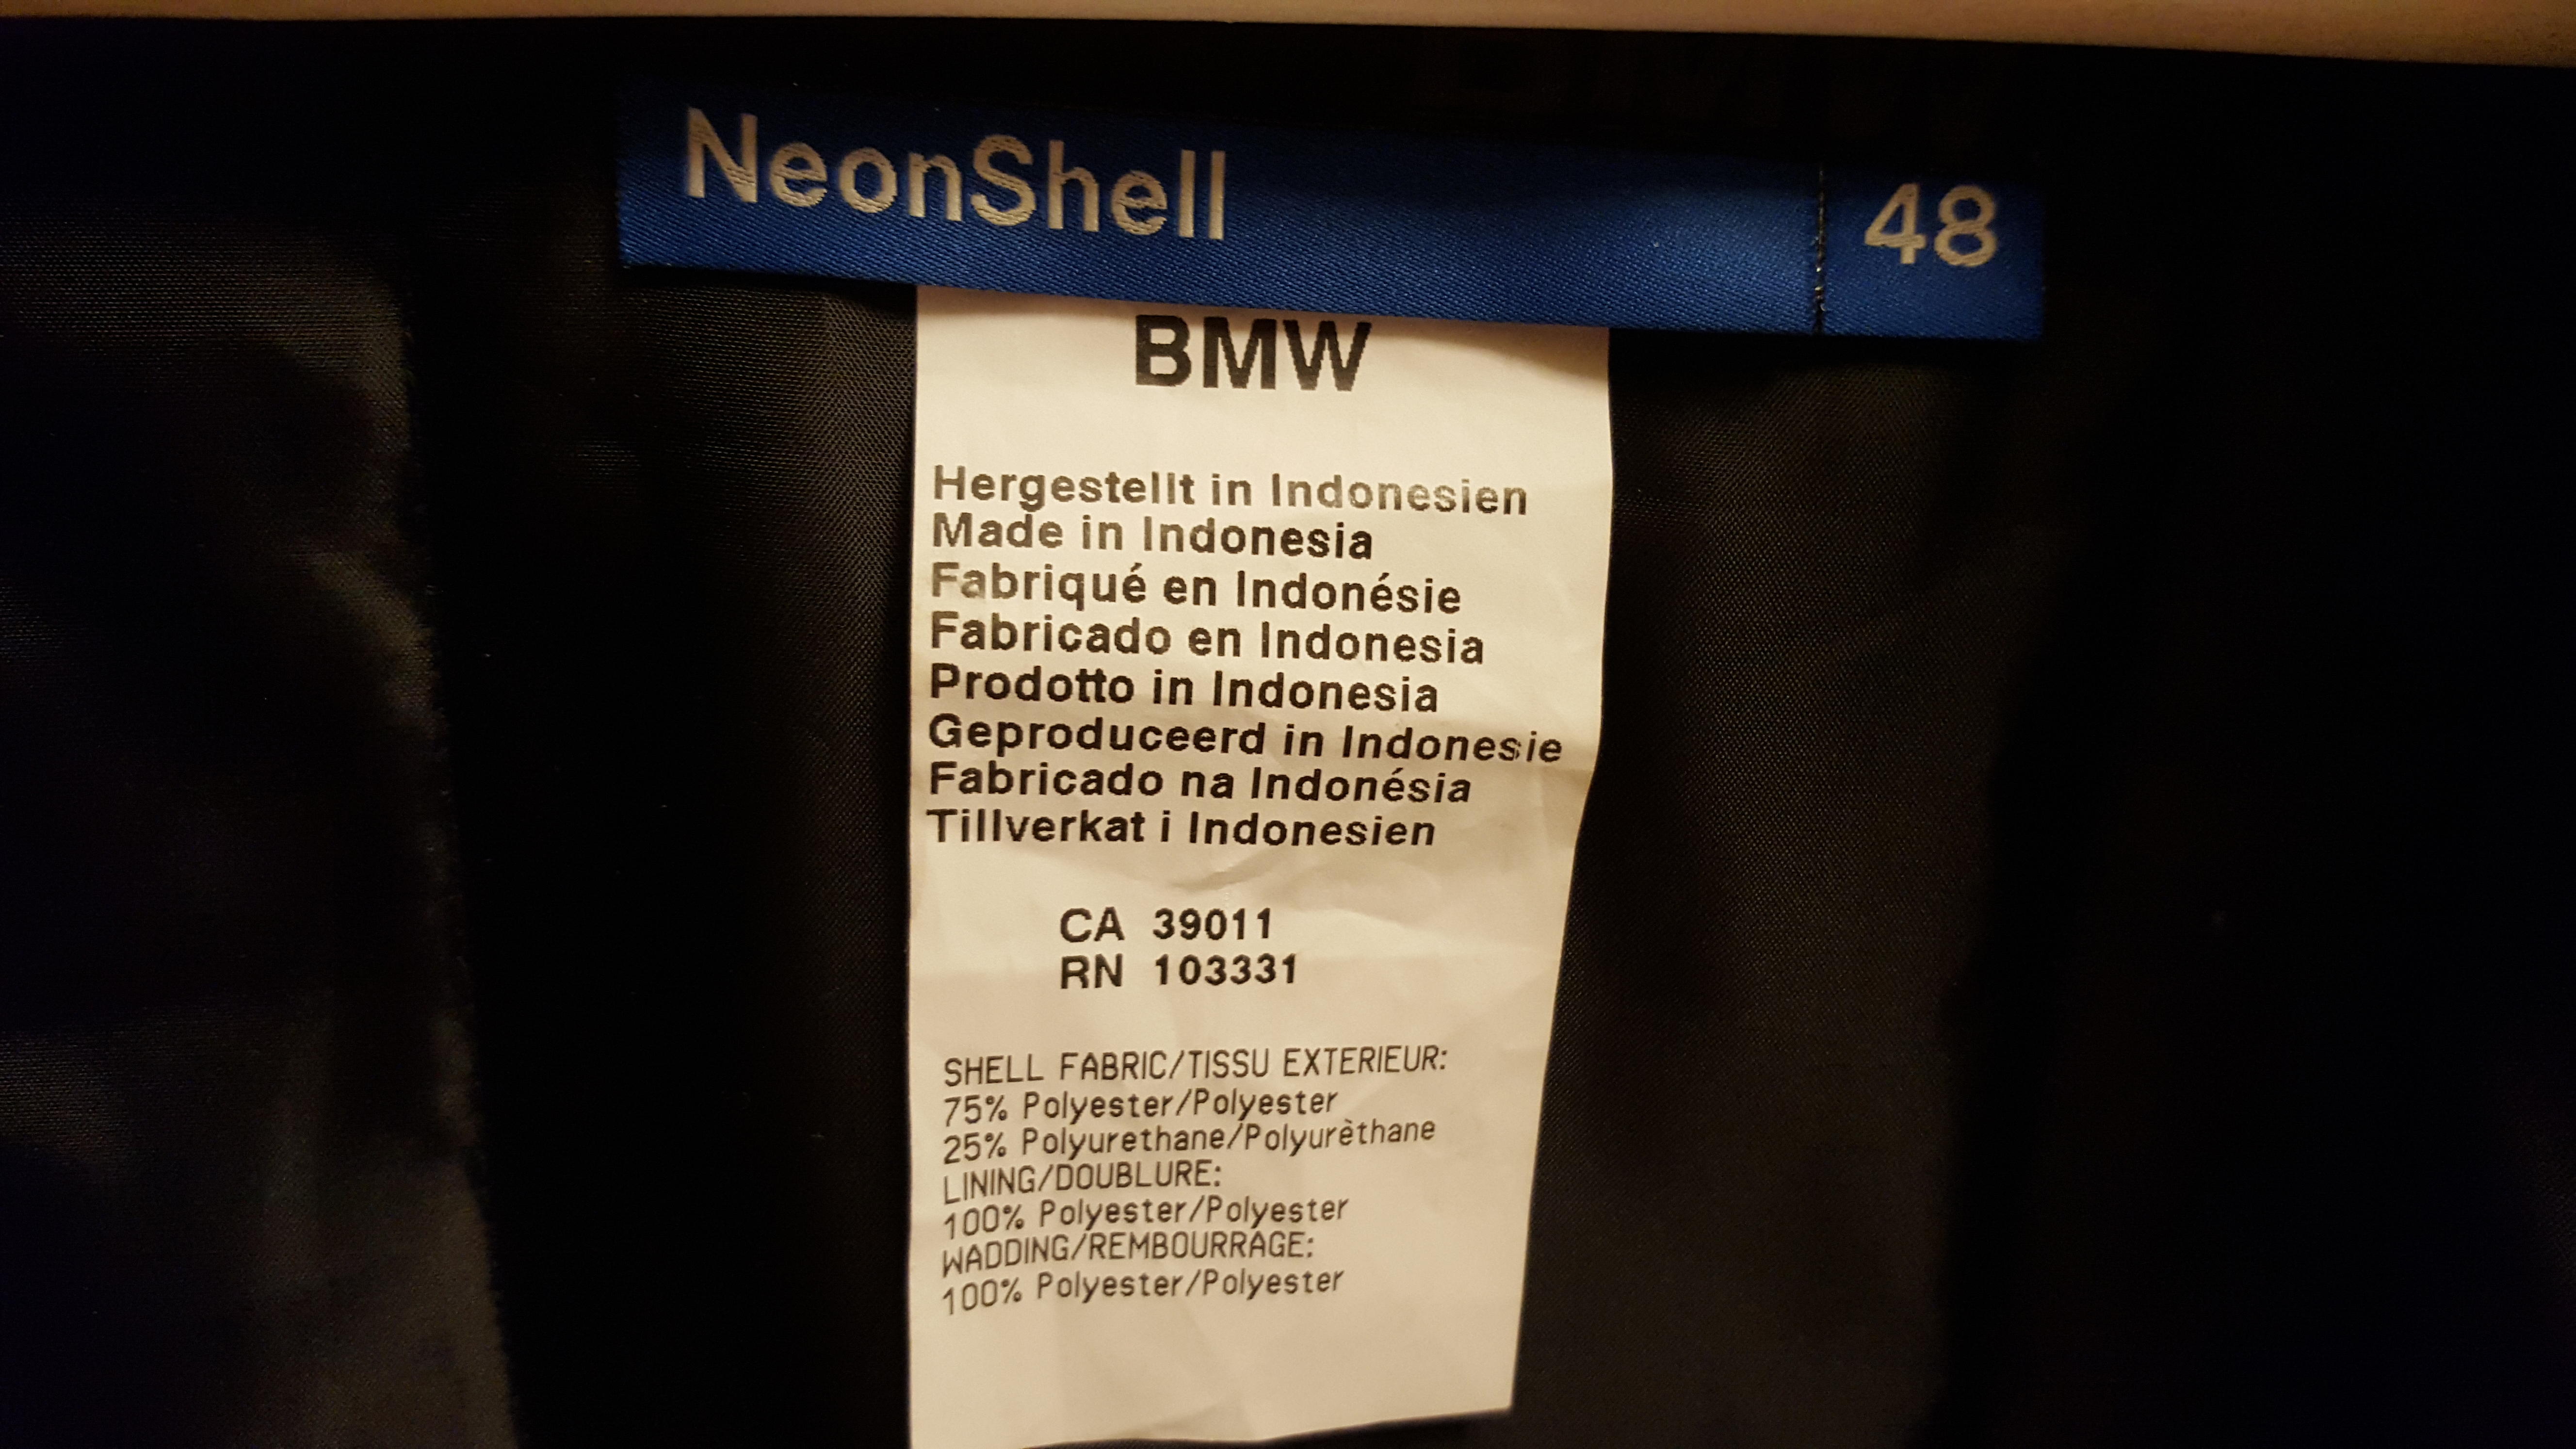 NeonShell 48
BMW
Hergestellt in Indonesien
Made in Indonesia
Fabriqué en Indonésie
Fabricado en Indonesia
Prodotto in Indonesia
Geproduceerd in Indonesie
Fabricado na Indonésia
Tillverkat i Indonesien
CA 39011
RN 103331
SHELL FABRIC/TISSU EXTERIEUR:
75% Polyester/Polyester
25% Polyurethane/Polyurèthane
LINING/DOUBLURE:
100% Polyester/Polyester
WADDING/REMBOURRAGE:
100% Polyester/Polyester